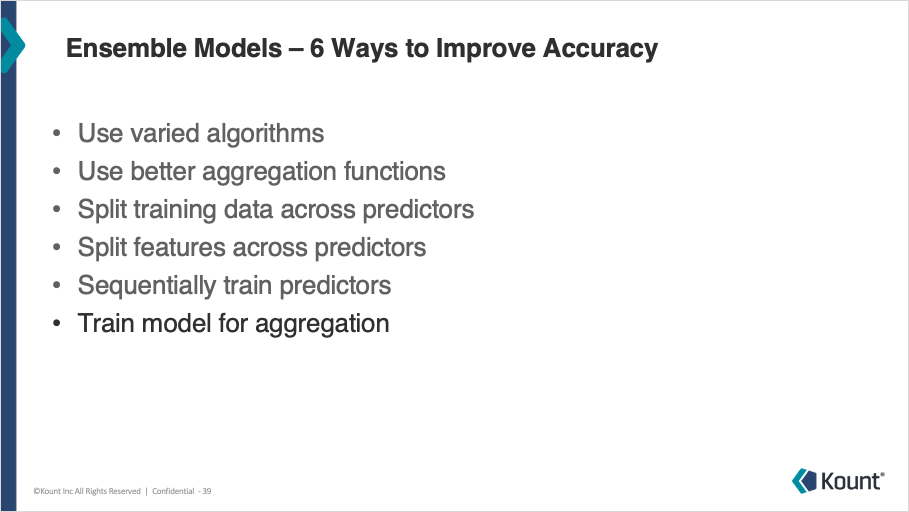 Ensemble Models – 6 Ways to Improve Accuracy
• Use varied algorithms
• Use better aggregation functions
• Split training data across predictors
• Split features across predictors
• Sequentially train predictors
• Train model for aggregation
©Kount Inc All Rights Reserved | Confidential - 39
Kount®